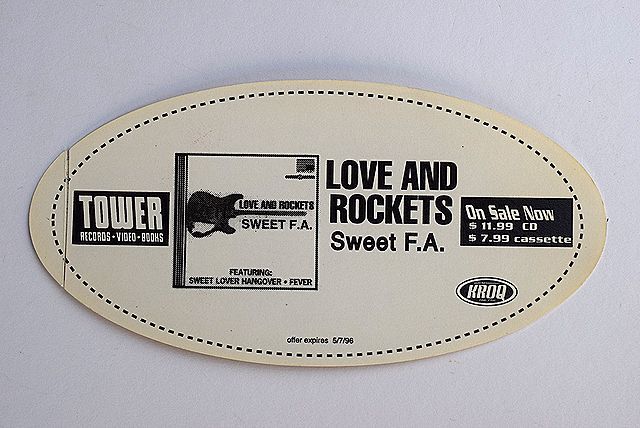 TOWER
RECORDS • VIDEO • BOOKS
LOVE AND ROCKETS
SWEET F.A.
FEATURING:
SWEET LOVER HANGOVER • FEVER
LOVE AND
ROCKETS
Sweet F.A.
On Sale Now
$ 11.99 CD
$ 7.99 cassette
KROQ
offer expires 5/7/96